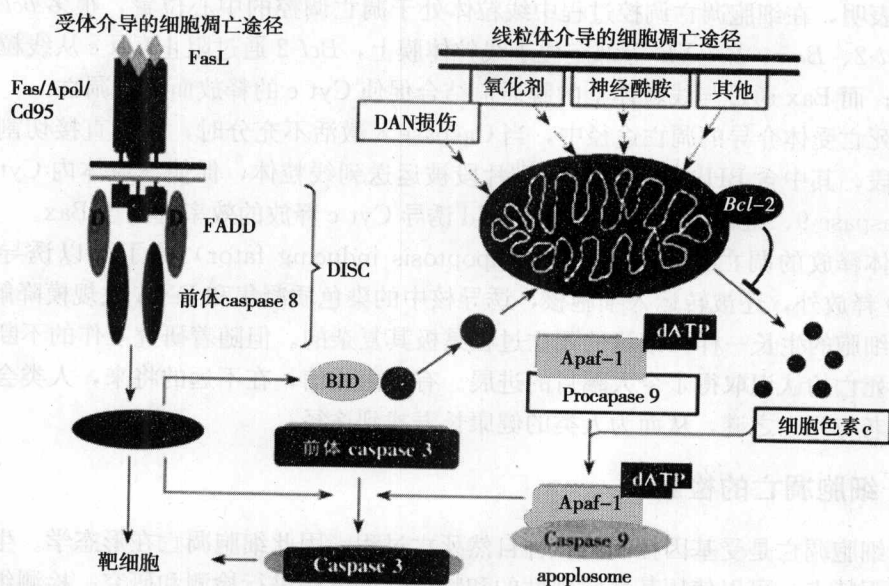 受体介导的细胞凋亡途径
FasL
Fas/Apol/
Cd95
D
D
FADD
前体caspase 8
DISC
BID
前体 caspase 3
靶细胞
Caspase 3
线粒体介导的细胞凋亡途径
氧化剂
神经酰胺
其他
DAN损伤
Bcl-2
dATP
Apaf-1
Procapase 9
细胞色素c
dATP
Apaf-1
Caspase 9
apoplosome